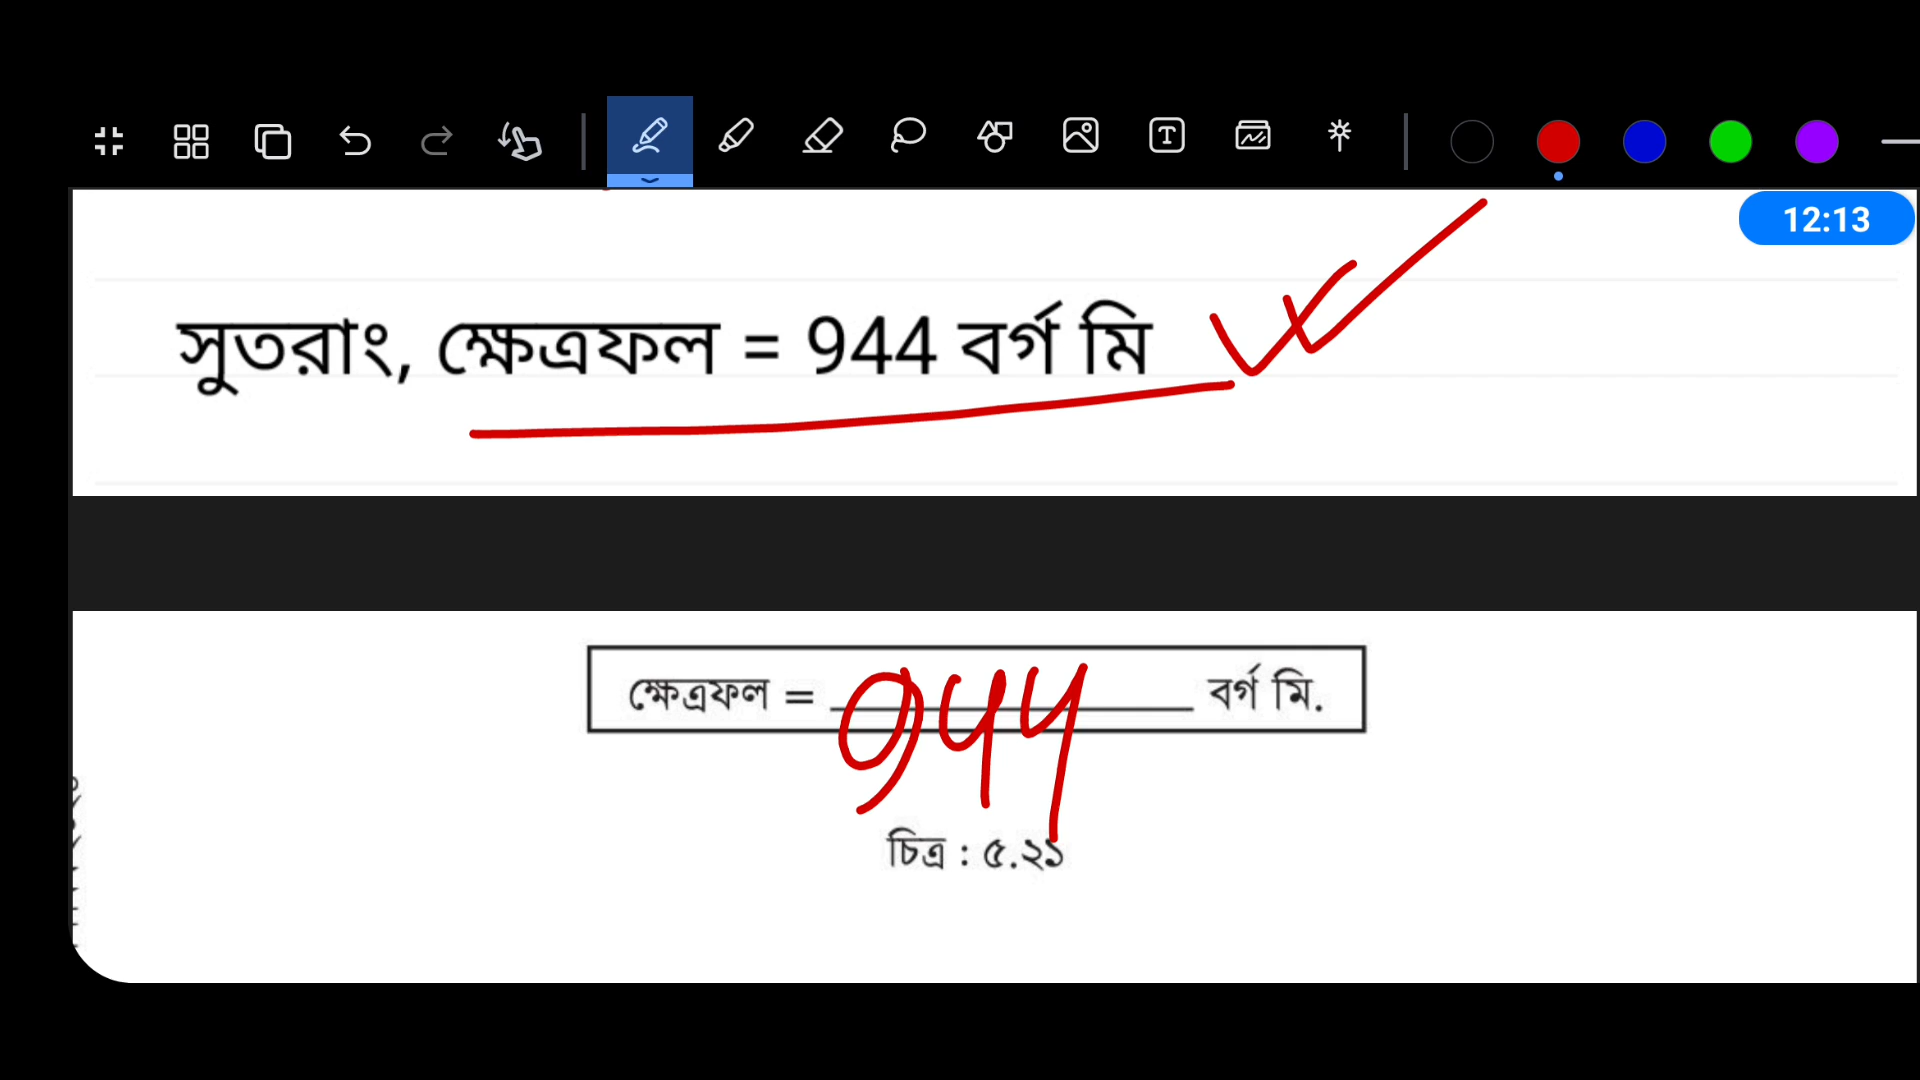 12:13
সুতরাং, ক্ষেত্রফল = 944 বর্গ মি
ক্ষেত্রফল = 944 বর্গ মি.
চিত্র : ৫.২১